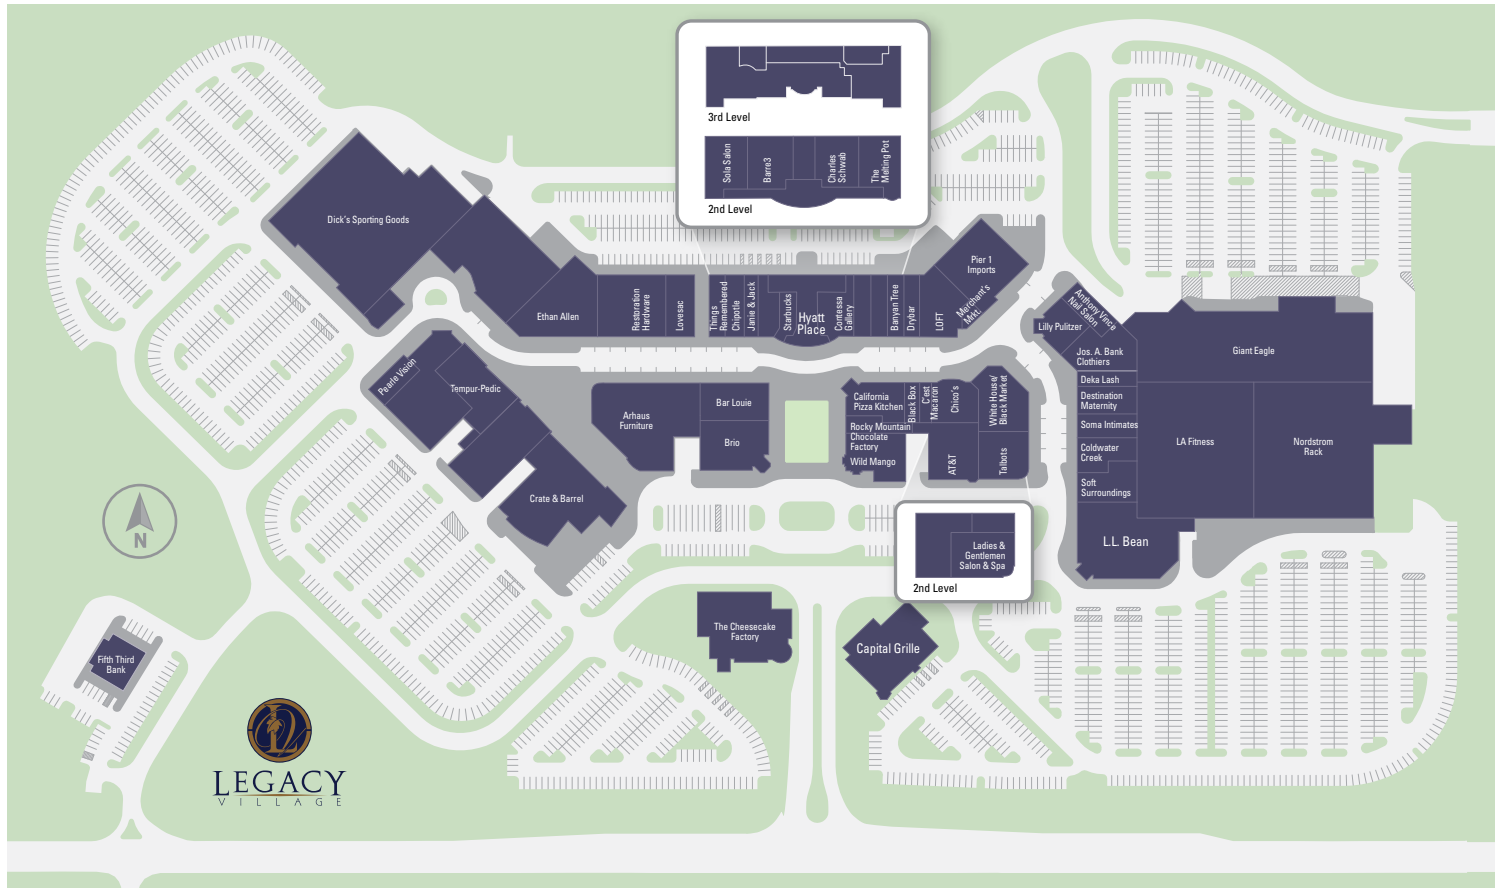 3rd Level
Sola Salon
Barre3
Charles
Schwab
The
Melting Pot
2nd Level
Dick's Sporting Goods
Ethan Allen
Restoration
Hardware
Lovesac
Things
Remembered
Chipotle
Janie & Jack
Starbucks
Hyatt
Place
Contessa
Gallery
Banyan Tree
Drybar
LOFT
Merchant's
Mrkt.
Pier 1
Imports
Anthony Vince
Nail Salon
Lilly Pulitzer
Jos. A. Bank
Clothiers
Giant Eagle
Deka Lash
Destination
Maternity
Soma Intimates
Coldwater
Creek
Soft
Surroundings
L.L. Bean
LA Fitness
Nordstrom
Rack
Pearle Vision
Tempur-Pedic
Crate & Barrel
Arhaus
Furniture
Bar Louie
Brio
California
Pizza Kitchen
Rocky Mountain
Chocolate
Factory
Wild Mango
Black Box
C'est
Macaron
Chico's
White House/
Black Market
AT&T
Talbots
Ladies &
Gentlemen
Salon & Spa
2nd Level
N
The Cheesecake
Factory
Capital Grille
Fifth Third
Bank
L
LEGACY
VILLAGE